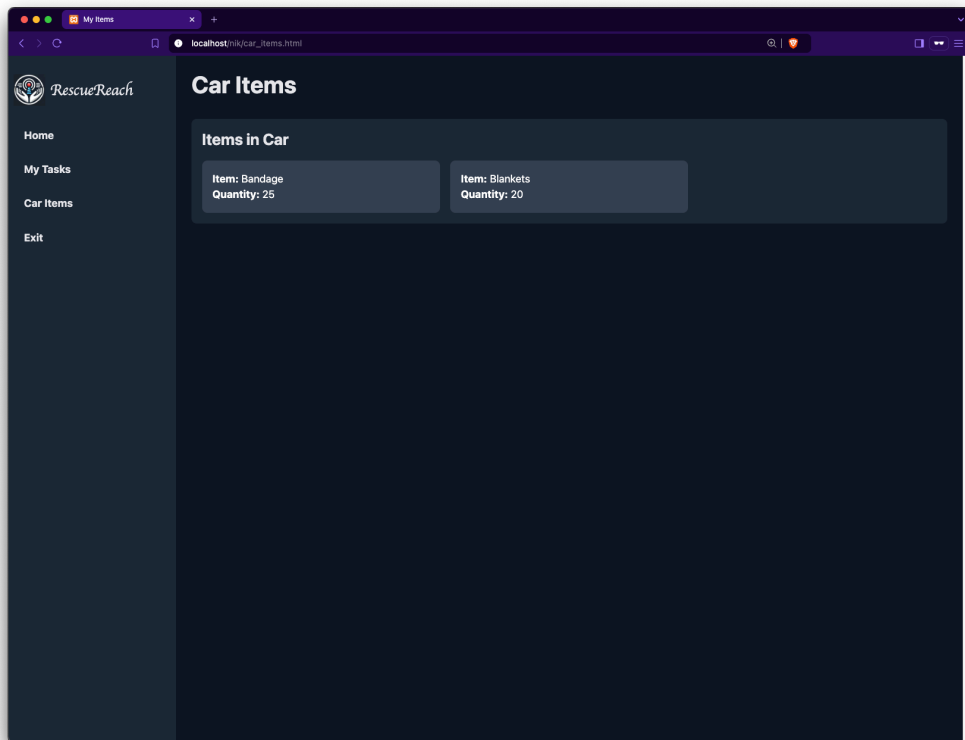 My Items
localhost/nik/car_items.html
RescueReach
Home
My Tasks
Car Items
Exit
Car Items
Items in Car
Item: Bandage
Quantity: 25
Item: Blankets
Quantity: 20